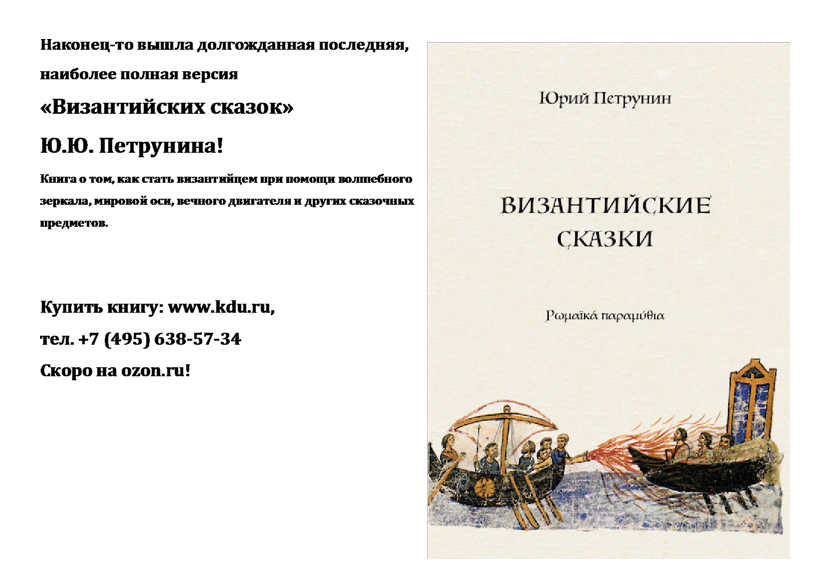 Наконец-то вышла долгожданная последняя,
наиболее полная версия
«Византийских сказок»
Ю.Ю. Петрунина!
Книга о том, как стать византийцем при помощи волшебного
зеркала, мировой оси, вечного двигателя и других сказочных
предметов.
Купить книгу: www.kdu.ru,
тел. +7 (495) 638-57-34
Скоро на ozon.ru!
Юрий Петрунин
ВИЗАНТИЙСКИЕ
СКАЗКИ
Ρωμαϊκά παραμύθια